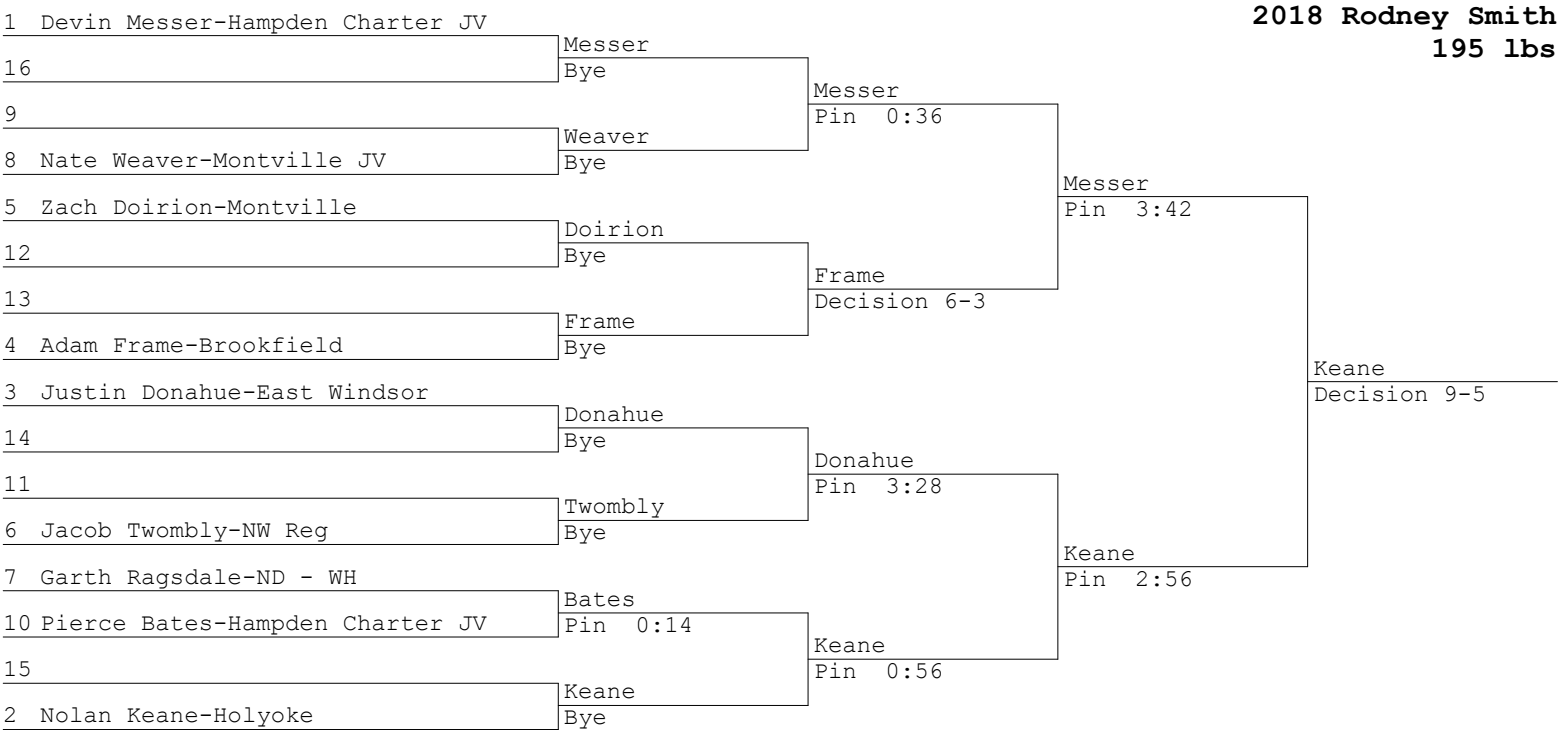 2018 Rodney Smith
195 lbs
1 Devin Messer-Hampden Charter JV
16
9
8 Nate Weaver-Montville JV
5 Zach Doirion-Montville
12
13
4 Adam Frame-Brookfield
3 Justin Donahue-East Windsor
14
11
6 Jacob Twombly-NW Reg
7 Garth Ragsdale-ND - WH
10 Pierce Bates-Hampden Charter JV
15
2 Nolan Keane-Holyoke
Messer
Bye
Weaver
Bye
Doirion
Bye
Frame
Bye
Donahue
Bye
Twombly
Bye
Bates
Pin 0:14
Keane
Bye
Messer
Pin 0:36
Frame
Decision 6-3
Donahue
Pin 3:28
Keane
Pin 0:56
Messer
Pin 3:42
Keane
Pin 2:56
Keane
Decision 9-5